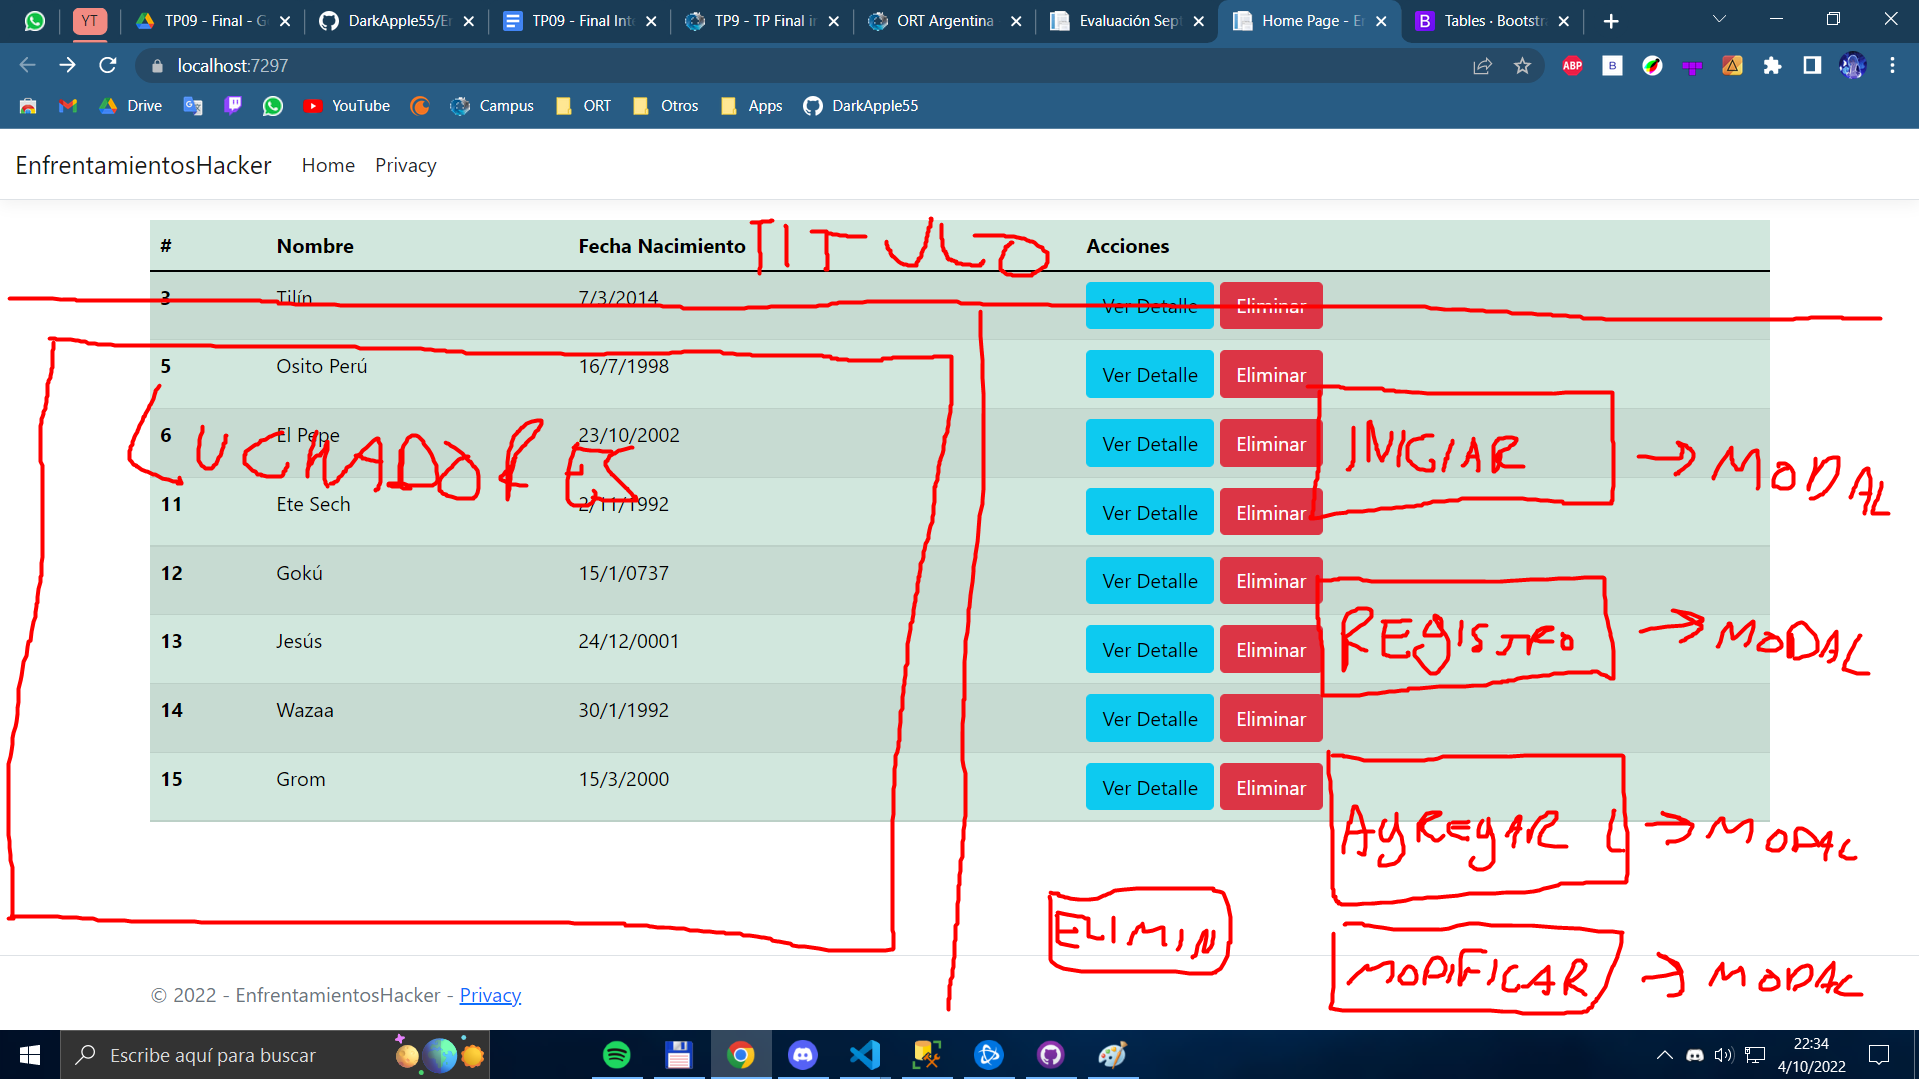 YT
TP09 - Final - G
DarkApple55/En
TP09 - Final Int
TP9 - TP Final i
ORT Argentina
Evaluación Sept
Home Page - E
B Tables · Bootstr
localhost:7297
ABP
B
Drive
YouTube
Campus
ORT
Otros
Apps
DarkApple55
EnfrentamientosHacker
Home
Privacy
TITULO
# Nombre Fecha Nacimiento Acciones
3 Tilín 7/3/2014 Ver Detalle Eliminar
5 Osito Perú 16/7/1998 Ver Detalle Eliminar
6 El Pepe 23/10/2002 Ver Detalle Eliminar
LUCHADORES
INICIAR → MODAL
11 Ete Sech 2/11/1992 Ver Detalle Eliminar
12 Gokú 15/1/0737 Ver Detalle Eliminar
13 Jesús 24/12/0001 Ver Detalle Eliminar
REgISTRO → MODAL
14 Wazaa 30/1/1992 Ver Detalle Eliminar
15 Grom 15/3/2000 Ver Detalle Eliminar
AgREgAR L → MODAL
ELIMIN
MODIFICAR → MODAL
© 2022 - EnfrentamientosHacker - Privacy
Escribe aquí para buscar
22:34
4/10/2022